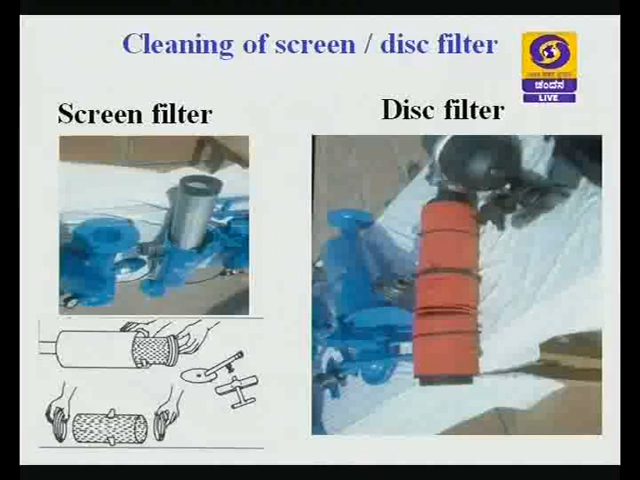 Cleaning of screen / disc filter
ಚಂದನ
LIVE
Screen filter
Disc filter